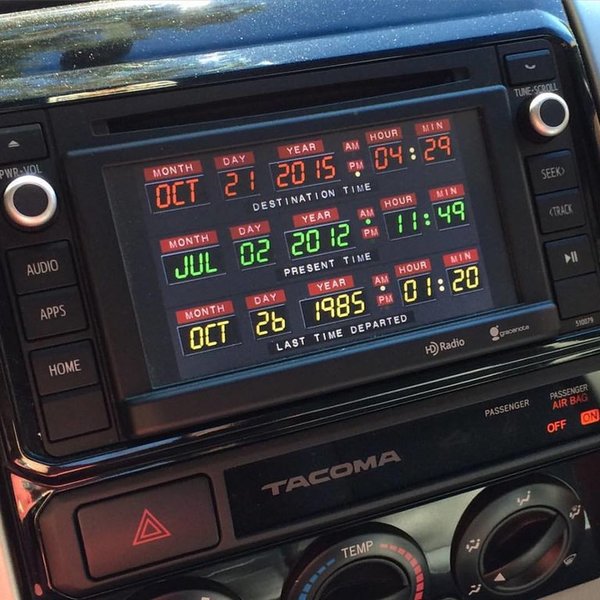 TUNE·SCROLL
PWR·VOL
MONTH DAY YEAR AM HOUR MIN
OCT 21 2015 PM 04:29
DESTINATION TIME
SEEK>
MONTH DAY YEAR AM HOUR MIN
JUL 02 2012 PM 11:49
PRESENT TIME
<TRACK
AUDIO
MONTH DAY YEAR AM HOUR MIN
OCT 26 1985 PM 01:20
LAST TIME DEPARTED
APPS
HOME
HD Radio
gracenote
510079
PASSENGER
PASSENGER
AIR BAG
OFF ON
TACOMA
TEMP